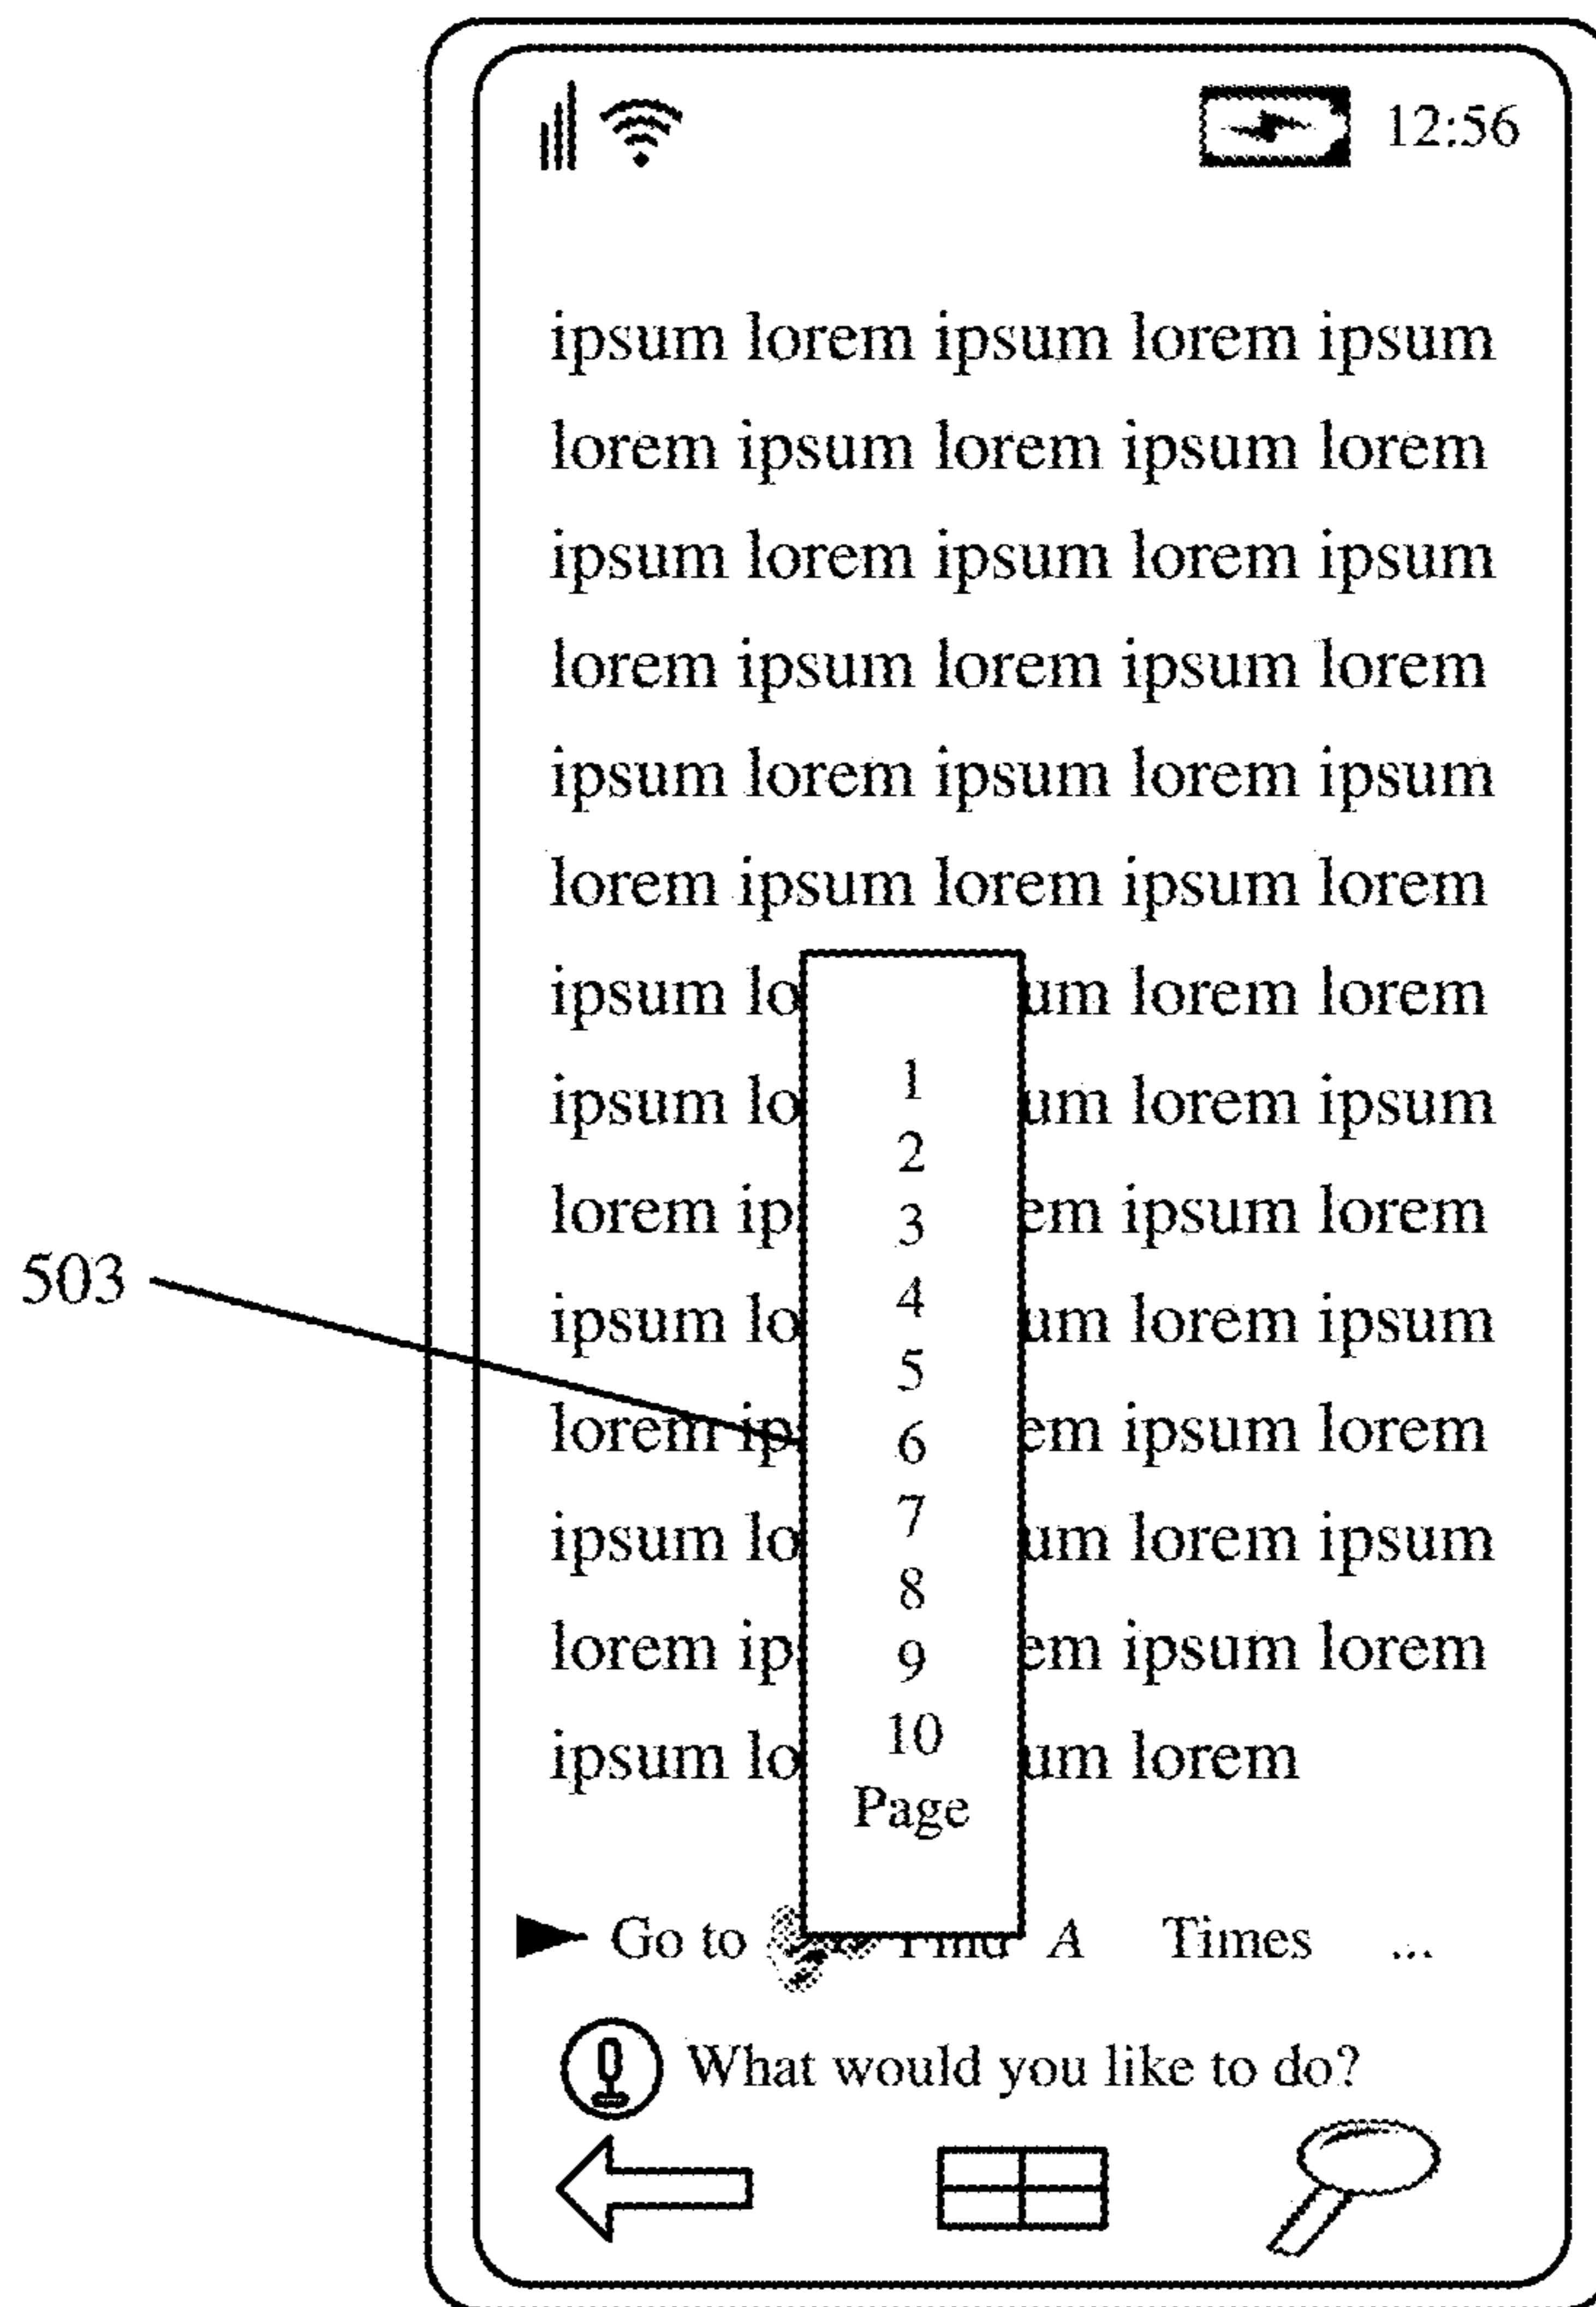 12:56
ipsum lorem ipsum lorem ipsum
lorem ipsum lorem ipsum lorem
ipsum lorem ipsum lorem ipsum
lorem ipsum lorem ipsum lorem
ipsum lorem ipsum lorem ipsum
lorem ipsum lorem ipsum lorem
ipsum lo um lorem lorem
ipsum lo um lorem ipsum
lorem ip em ipsum lorem
ipsum lo um lorem ipsum
lorem ip em ipsum lorem
ipsum lo um lorem ipsum
lorem ip em ipsum lorem
ipsum lo um lorem
1
2
3
4
5
6
7
8
9
10
Page
503
Go to A Times ...
What would you like to do?